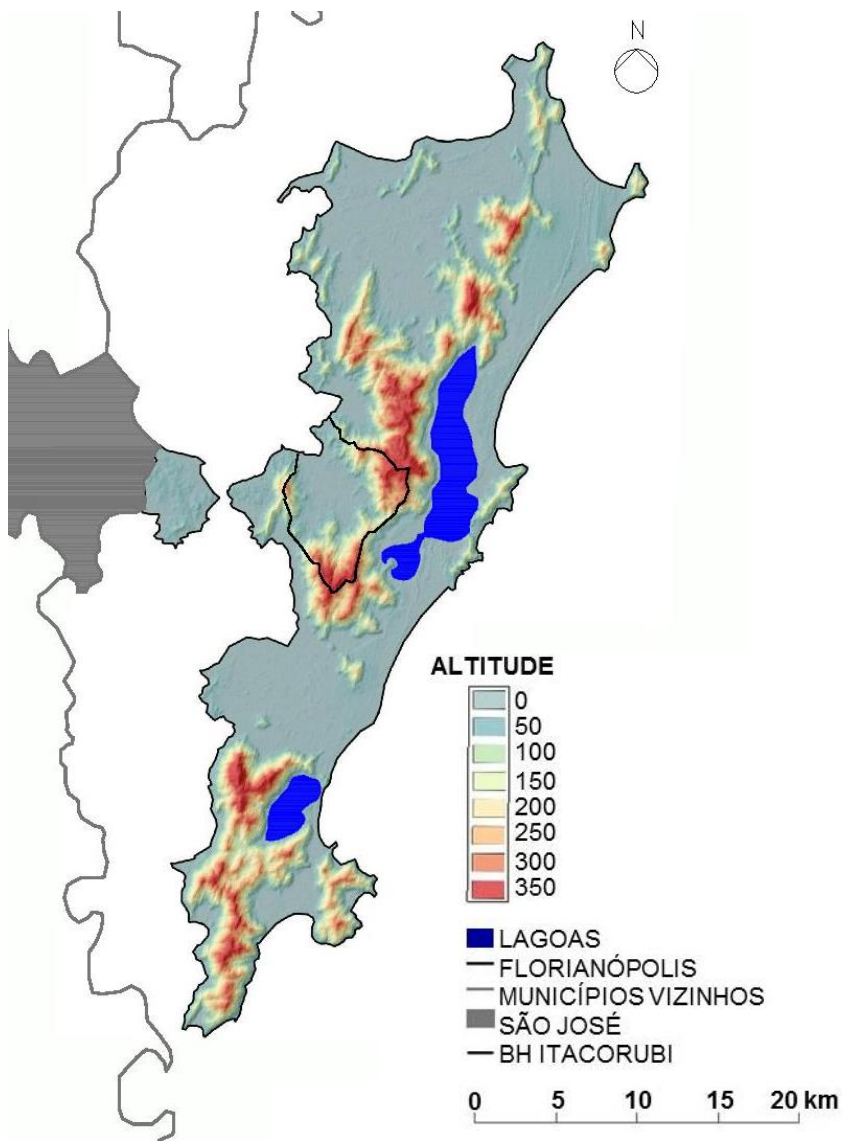 N
ALTITUDE
0
50
100
150
200
250
300
350
LAGOAS
FLORIANÓPOLIS
MUNICÍPIOS VIZINHOS
SÃO JOSÉ
BH ITACORUBI
0 5 10 15 20 km